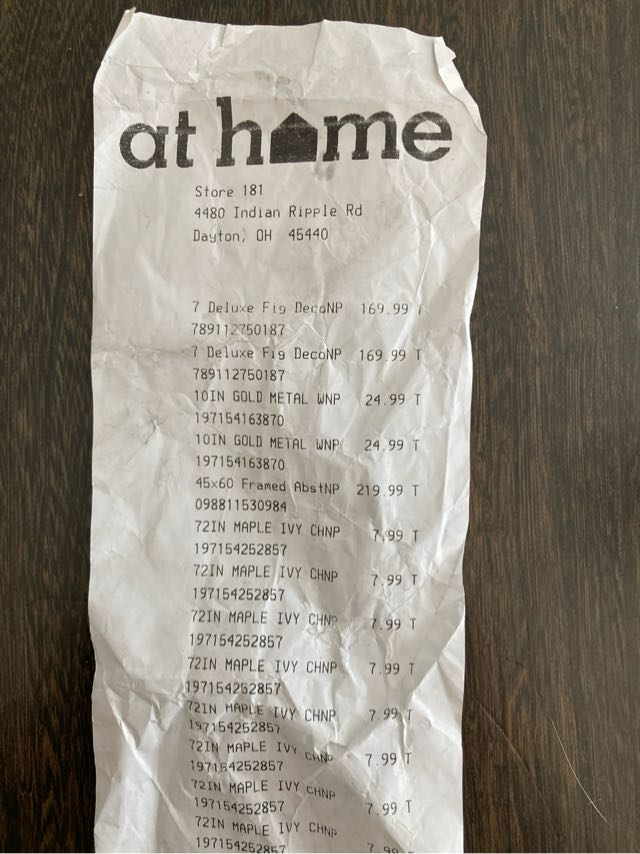 at home
Store 181
4480 Indian Ripple Rd
Dayton, OH 45440
7 Deluxe Fig DecoNP 169.99 T
789112750187
7 Deluxe Fig DecoNP 169.99 T
789112750187
10IN GOLD METAL WNP 24.99 T
197154163870
10IN GOLD METAL WNP 24.99 T
197154163870
45x60 Framed AbstNP 219.99 T
098811530984
72IN MAPLE IVY CHNP 7.99 T
197154252857
72IN MAPLE IVY CHNP 7.99 T
197154252857
72IN MAPLE IVY CHNP 7.99 T
197154252857
72IN MAPLE IVY CHNP 7.99 T
197154252857
72IN MAPLE IVY CHNP 7.99 T
197154252857
72IN MAPLE IVY CHNP 7.99 T
197154252857
72IN MAPLE IVY CHNP 7.99 T
197154252857
72IN MAPLE IVY CHNP 7.99
197154252857